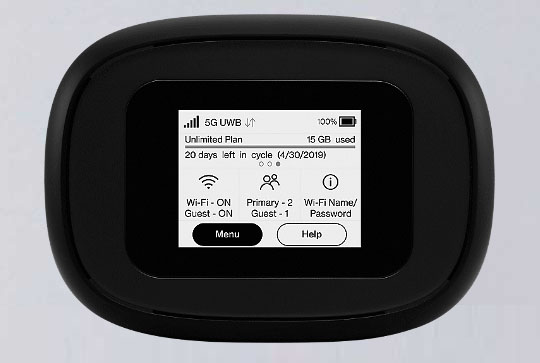 5G UWB 100%
Unlimited Plan 15 GB used
20 days left in cycle (4/30/2019)
Wi-Fi - ON Primary - 2 Wi-Fi Name/
Guest - ON Guest - 1 Password
Menu Help